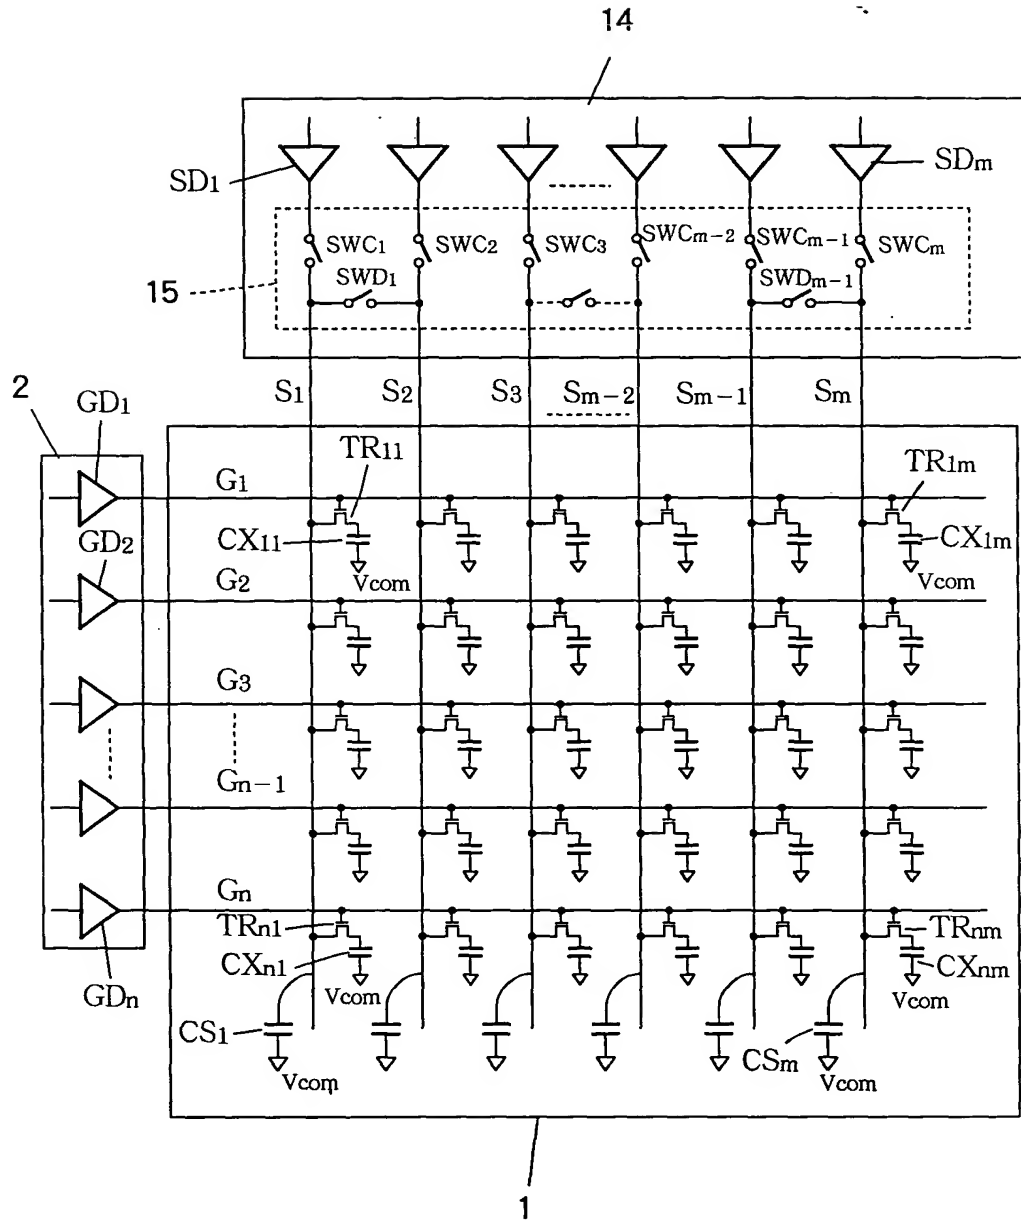 14
SD1
SDm
SWC1
SWC2
SWC3
SWCm-2
SWCm-1
SWCm
SWD1
SWDm-1
15
S1
S2
S3
Sm-2
Sm-1
Sm
2
GD1
TR11
TR1m
G1
GD2
CX11
CX1m
G2
Vcom
Vcom
G3
Gn-1
Gn
TRn1
TRnm
CXn1
CXnm
GDn
Vcom
Vcom
CS1
CSm
Vcom
Vcom
1